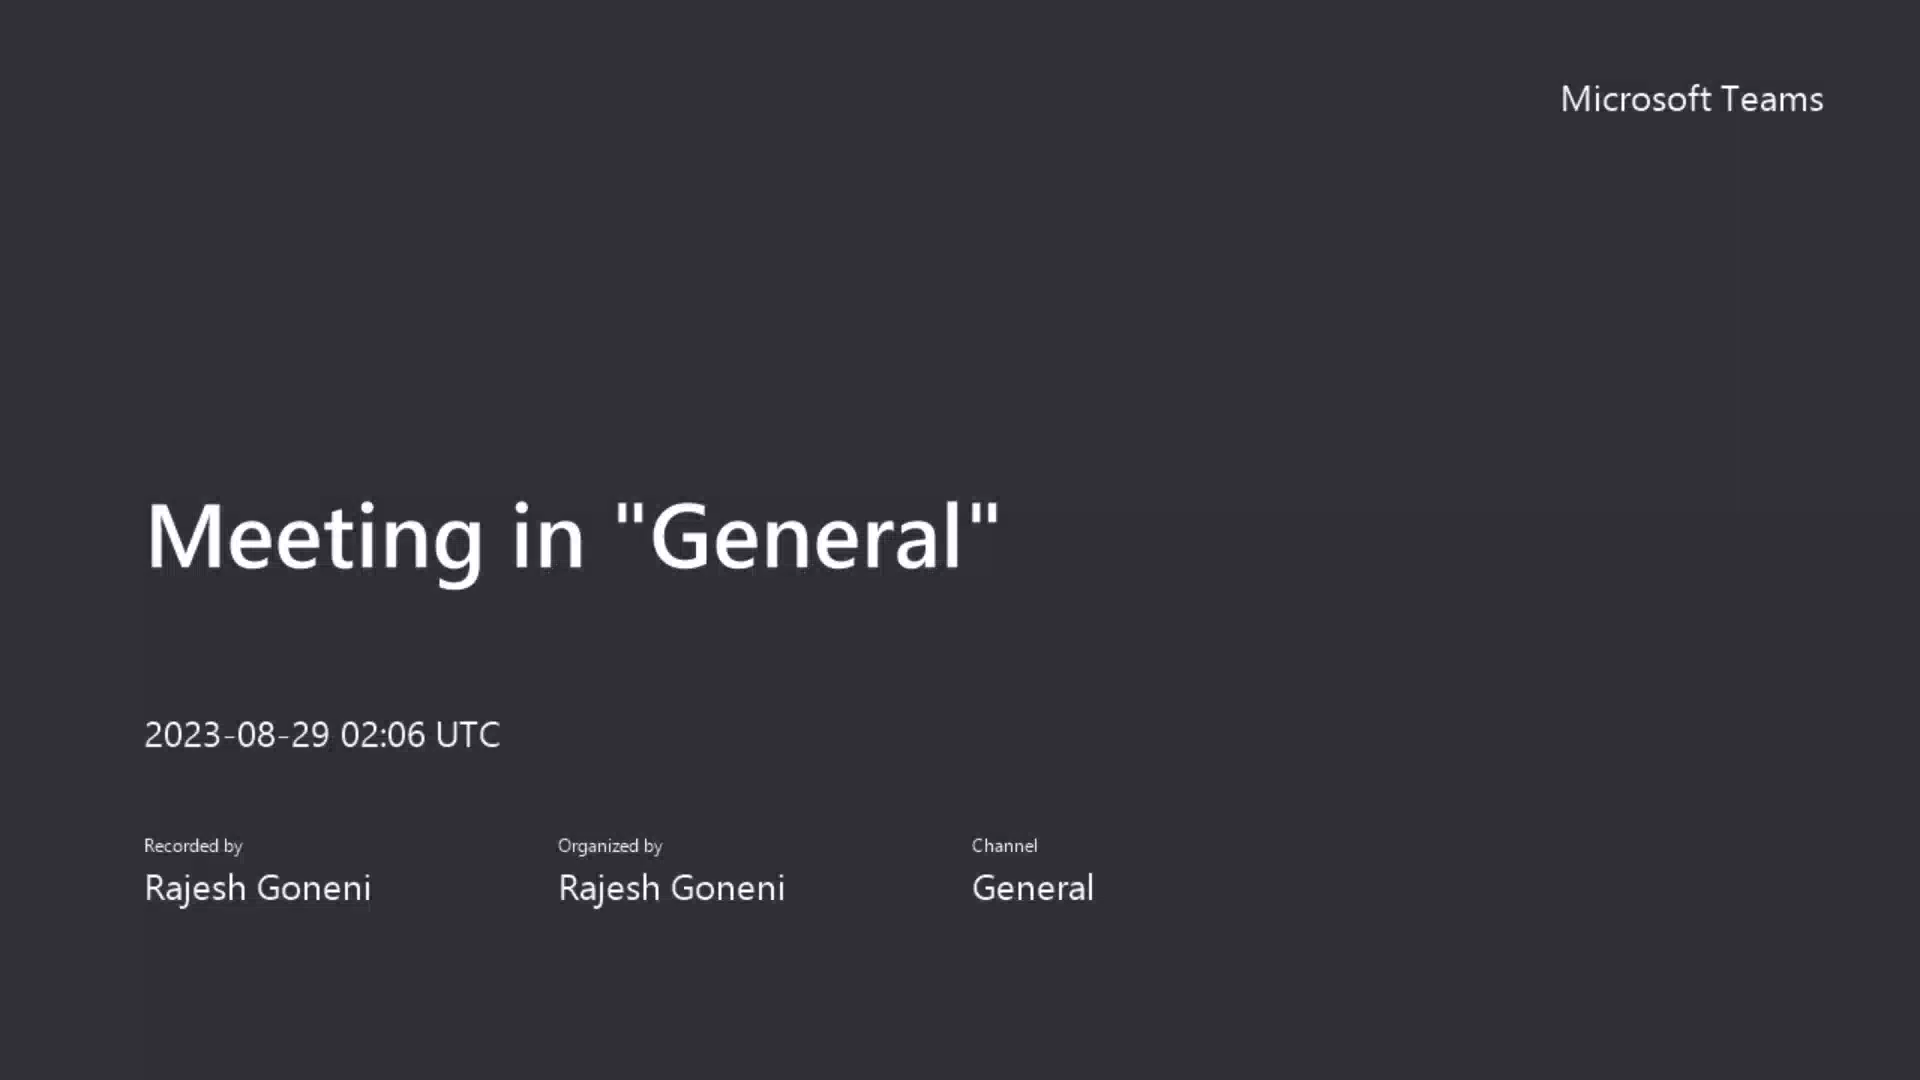 Microsoft Teams
Meeting in "General"
2023-08-29 02:06 UTC
Recorded by
Rajesh Goneni
Organized by
Rajesh Goneni
Channel
General